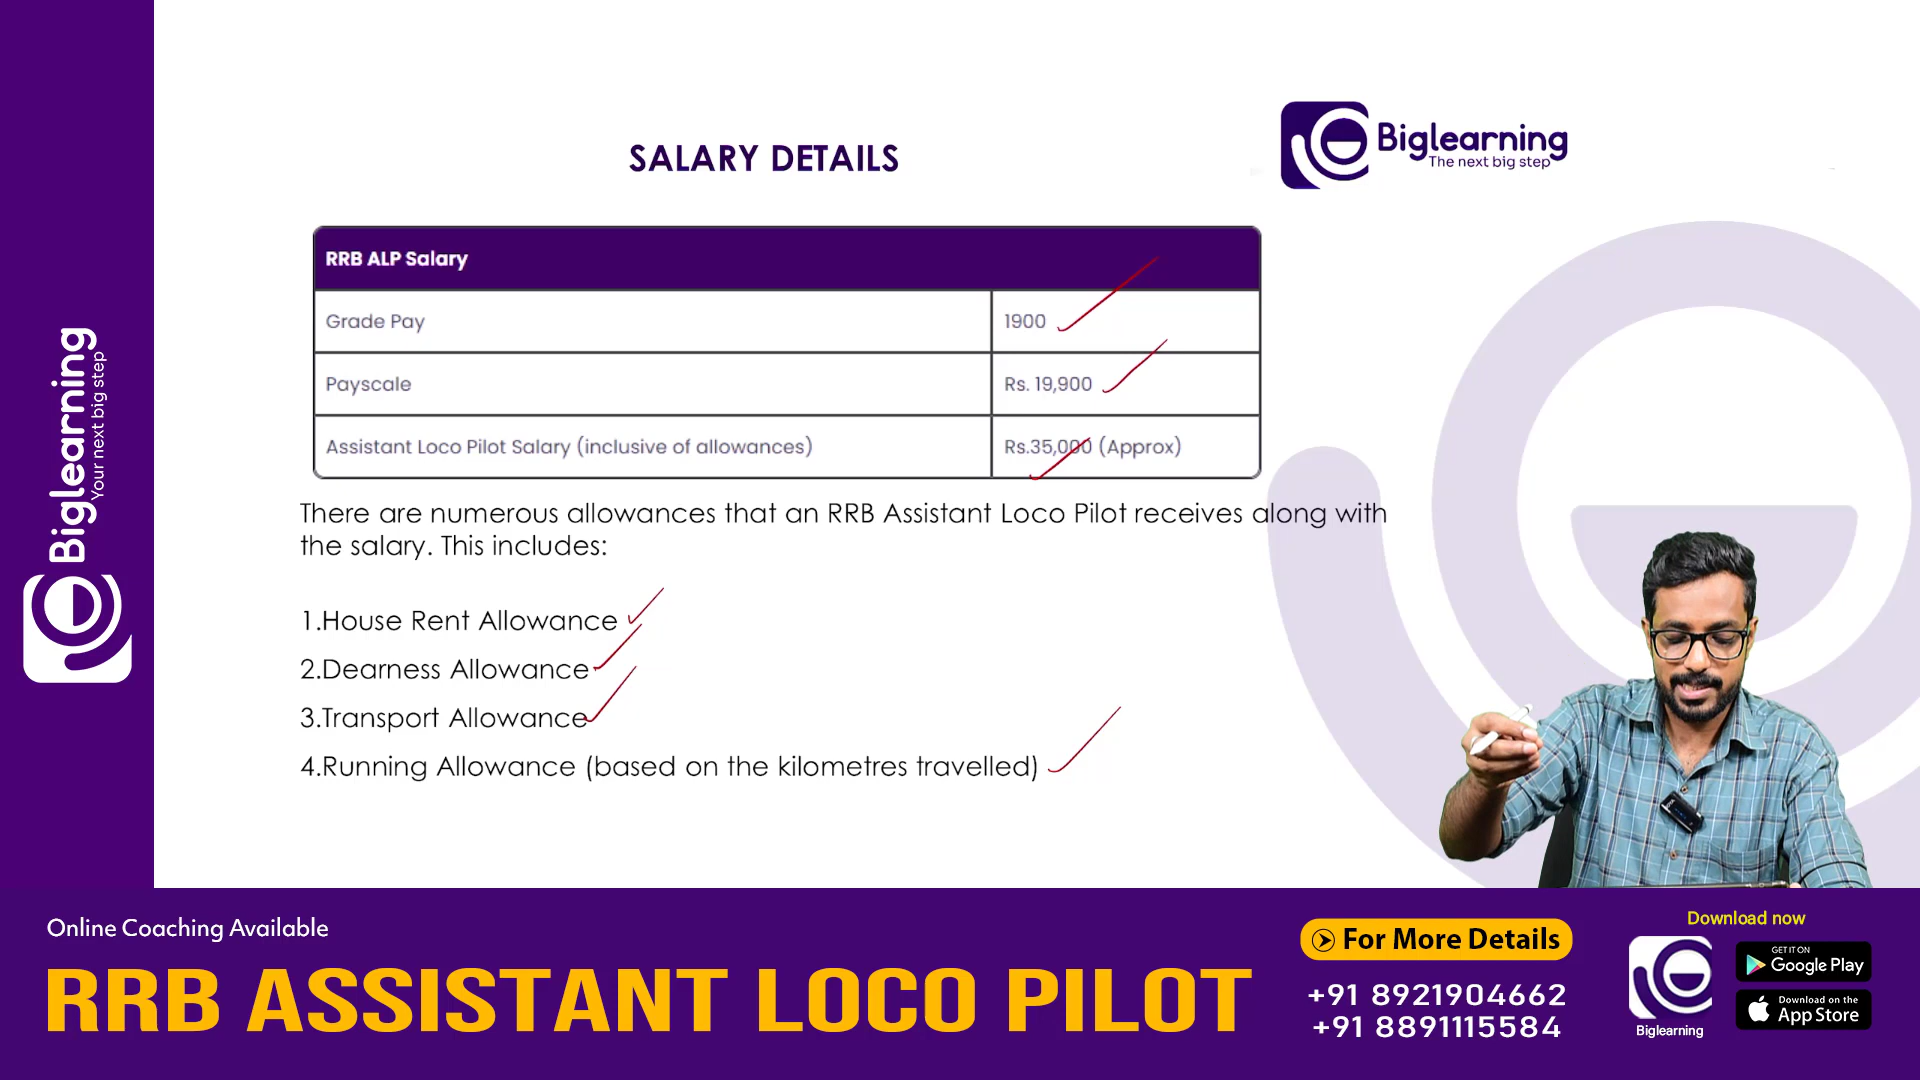 SALARY DETAILS
Biglearning
The next big step
RRB ALP Salary
Grade Pay 1900
Payscale Rs. 19,900
Assistant Loco Pilot Salary (inclusive of allowances) Rs.35,000 (Approx)
There are numerous allowances that an RRB Assistant Loco Pilot receives along with
the salary. This includes:
1.House Rent Allowance
2.Dearness Allowance
3.Transport Allowance
4.Running Allowance (based on the kilometres travelled)
Biglearning
Your next big step
Online Coaching Available
RRB ASSISTANT LOCO PILOT
For More Details
+91 8921904662
+91 8891115584
Download now
Biglearning
GET IT ON
Google Play
Download on the
App Store